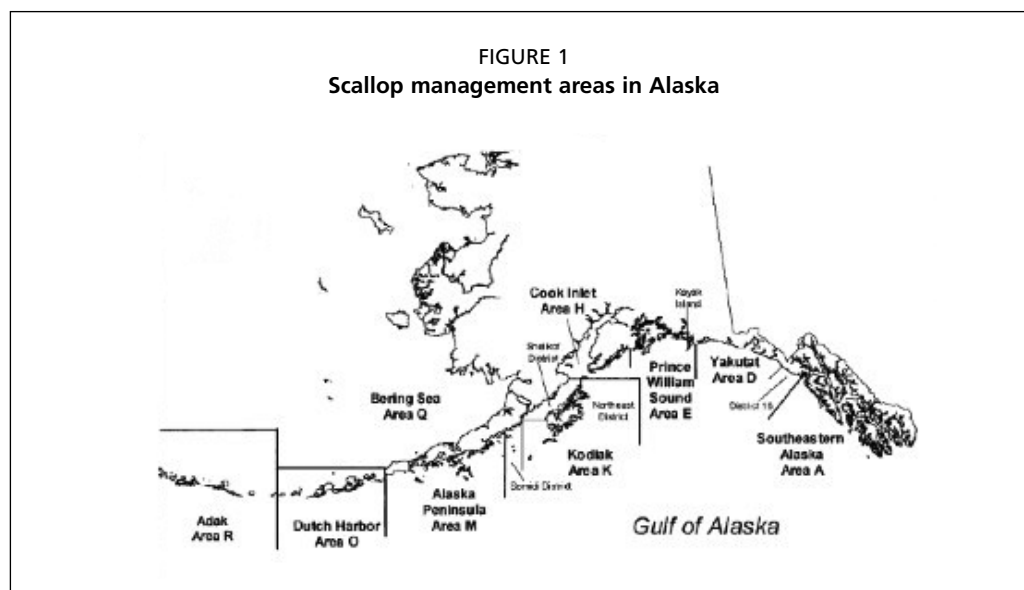 FIGURE 1
Scallop management areas in Alaska
Kayak
Island
Cook Inlet
Area H
Shelikof
District
Prince
William
Sound
Area E
Yakutat
Area D
Bering Sea
Area Q
Northeast
District
District 16
Kodiak
Area K
Southeastern
Alaska
Area A
Semidi District
Alaska
Peninsula
Area M
Adak
Area R
Dutch Harbor
Area O
Gulf of Alaska